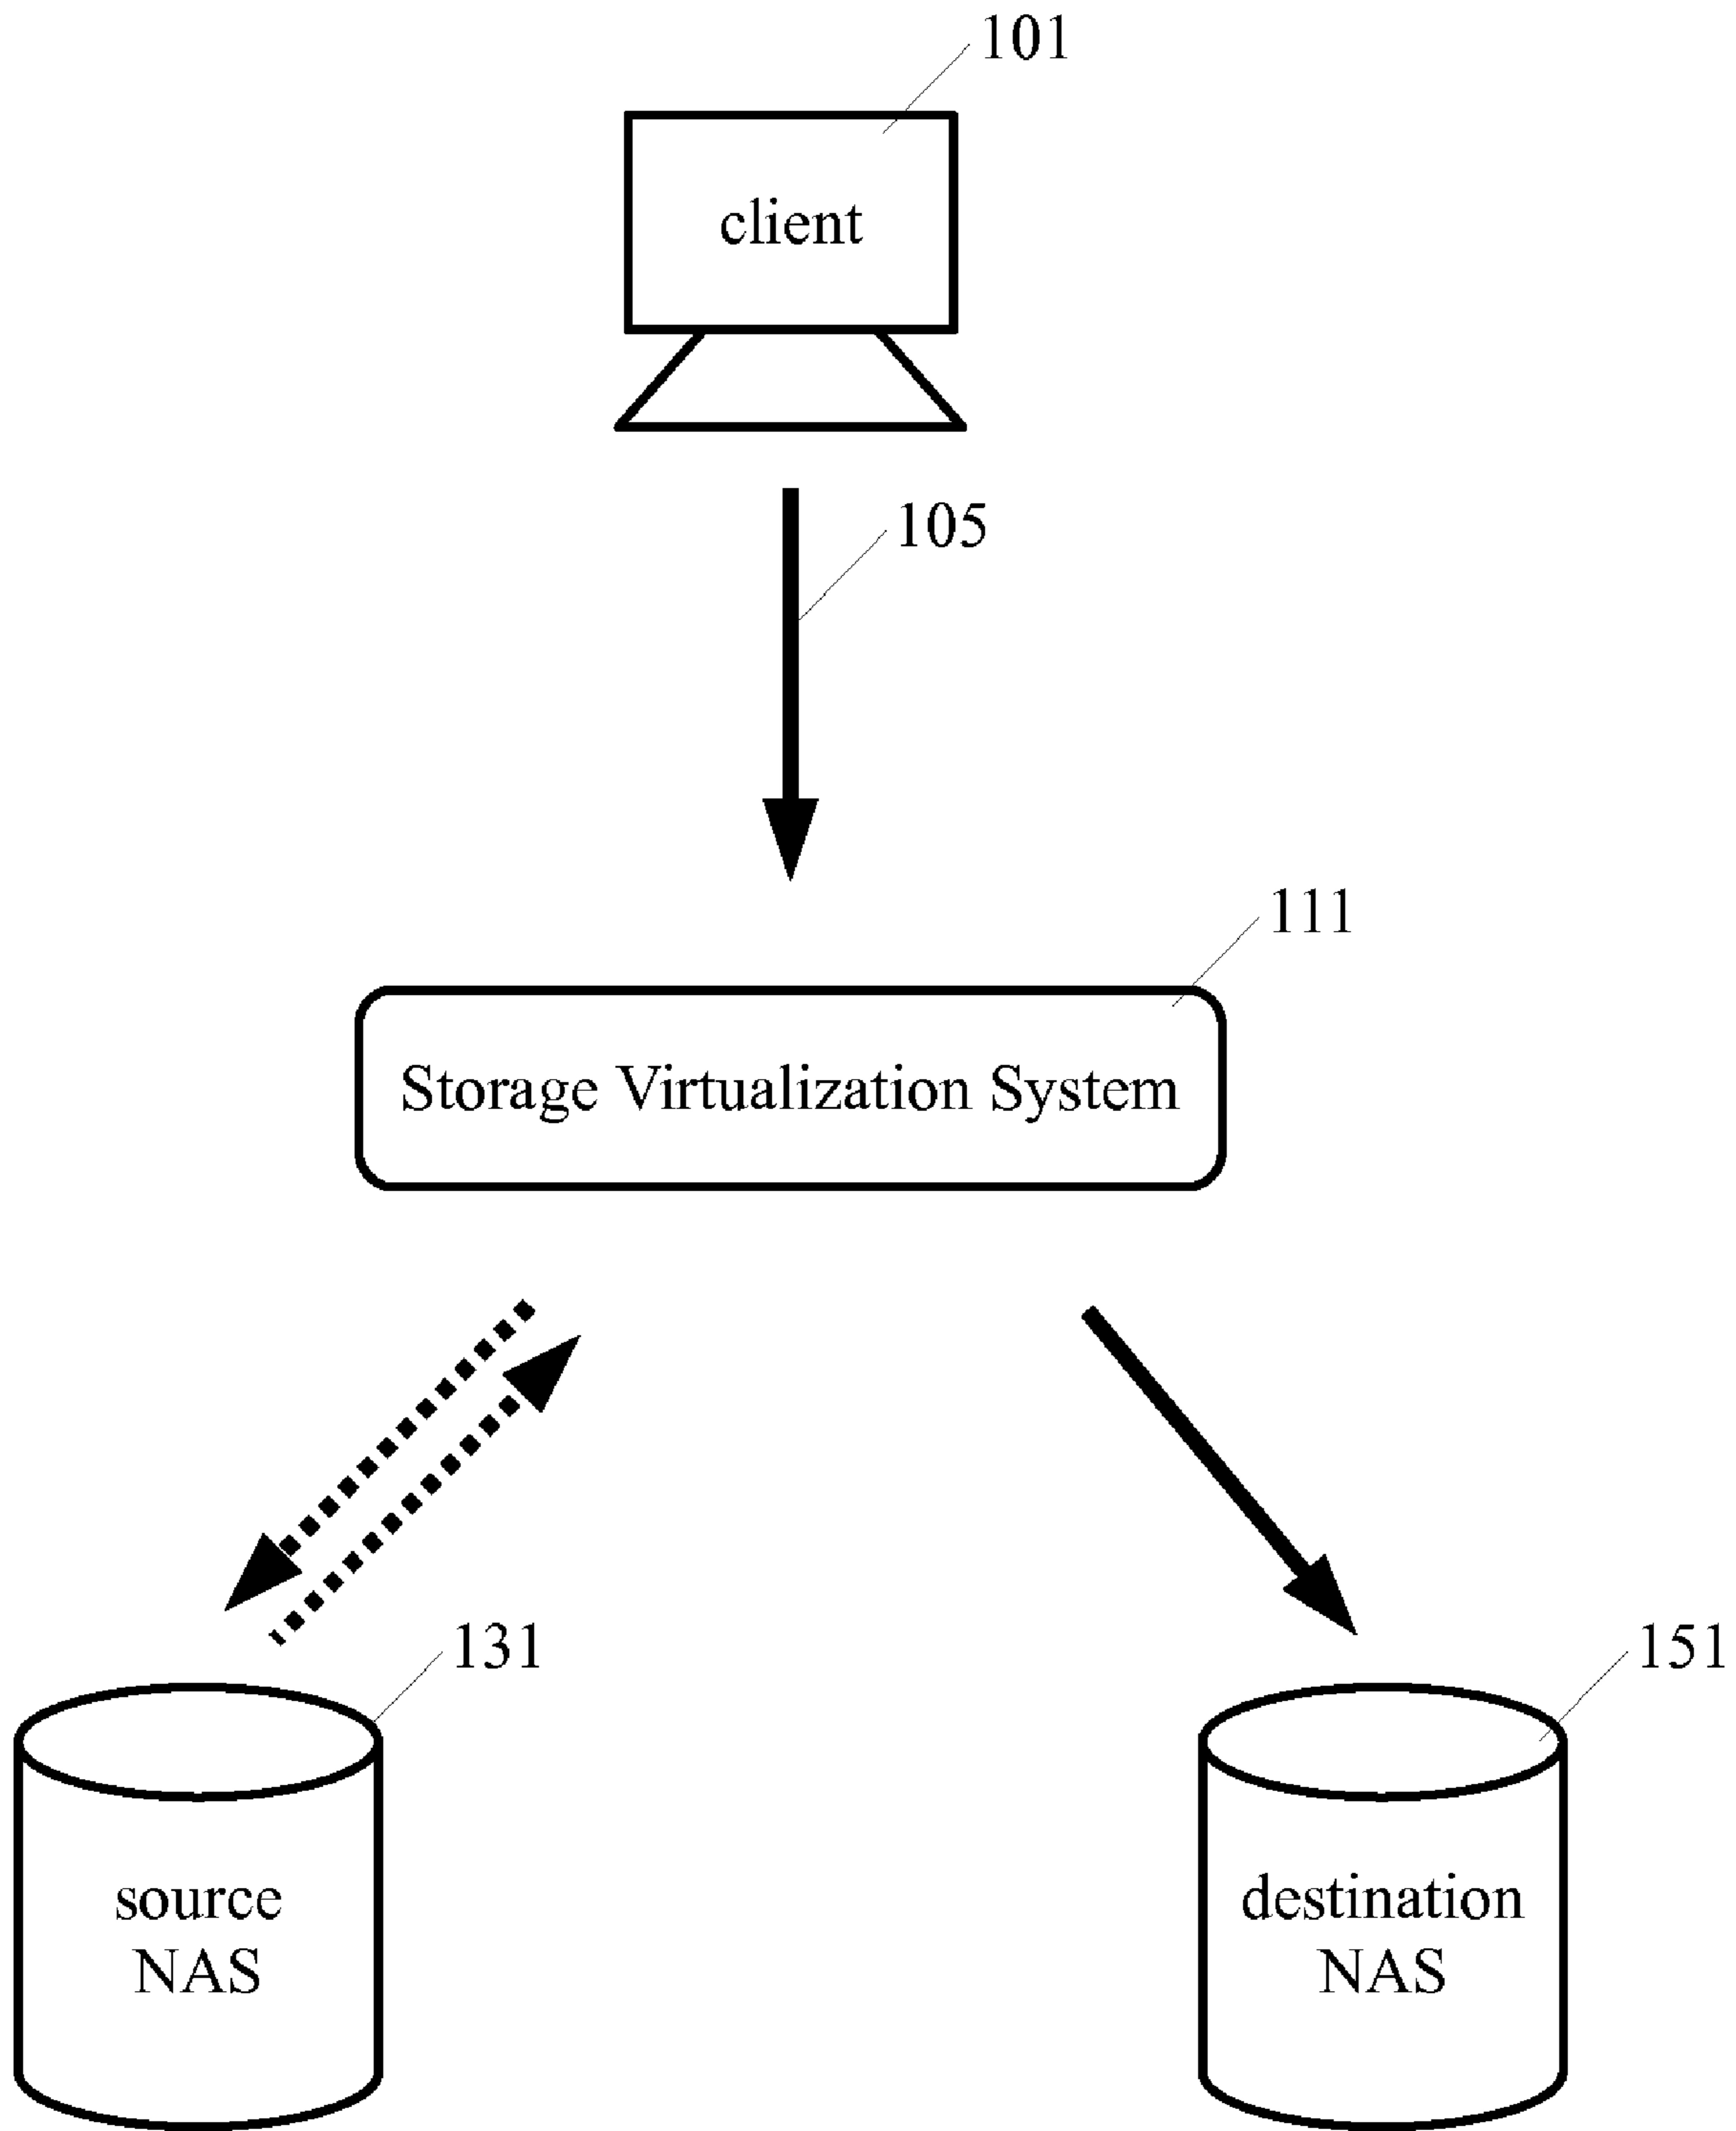 101
client
105
111
Storage Virtualization System
131
151
source
NAS
destination
NAS